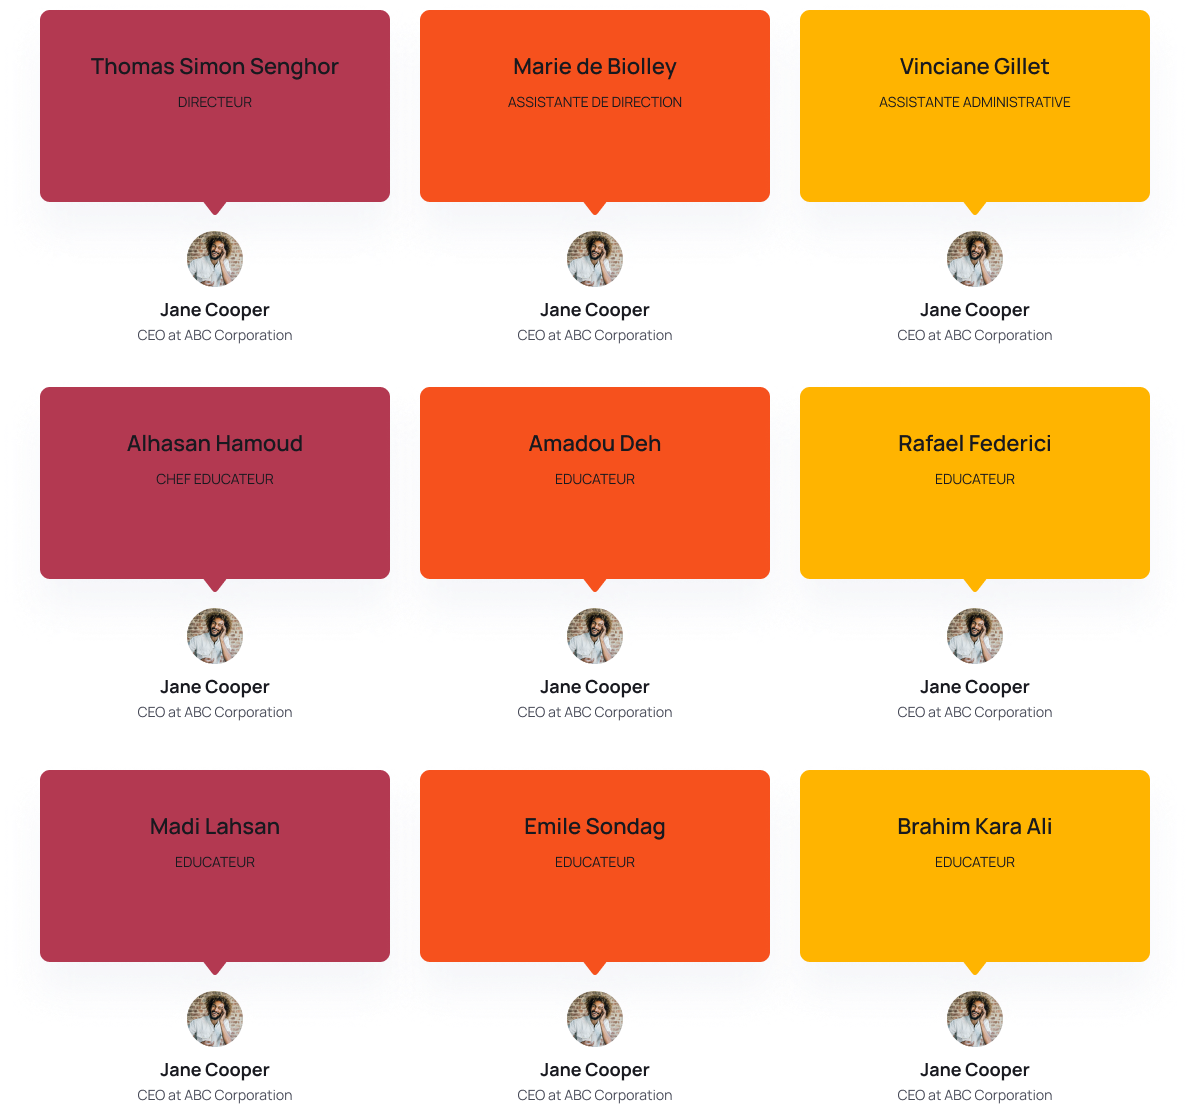 Thomas Simon Senghor
DIRECTEUR
Marie de Biolley
ASSISTANTE DE DIRECTION
Vinciane Gillet
ASSISTANTE ADMINISTRATIVE
Jane Cooper
CEO at ABC Corporation
Jane Cooper
CEO at ABC Corporation
Jane Cooper
CEO at ABC Corporation
Alhasan Hamoud
CHEF EDUCATEUR
Amadou Deh
EDUCATEUR
Rafael Federici
EDUCATEUR
Jane Cooper
CEO at ABC Corporation
Jane Cooper
CEO at ABC Corporation
Jane Cooper
CEO at ABC Corporation
Madi Lahsan
EDUCATEUR
Emile Sondag
EDUCATEUR
Brahim Kara Ali
EDUCATEUR
Jane Cooper
CEO at ABC Corporation
Jane Cooper
CEO at ABC Corporation
Jane Cooper
CEO at ABC Corporation